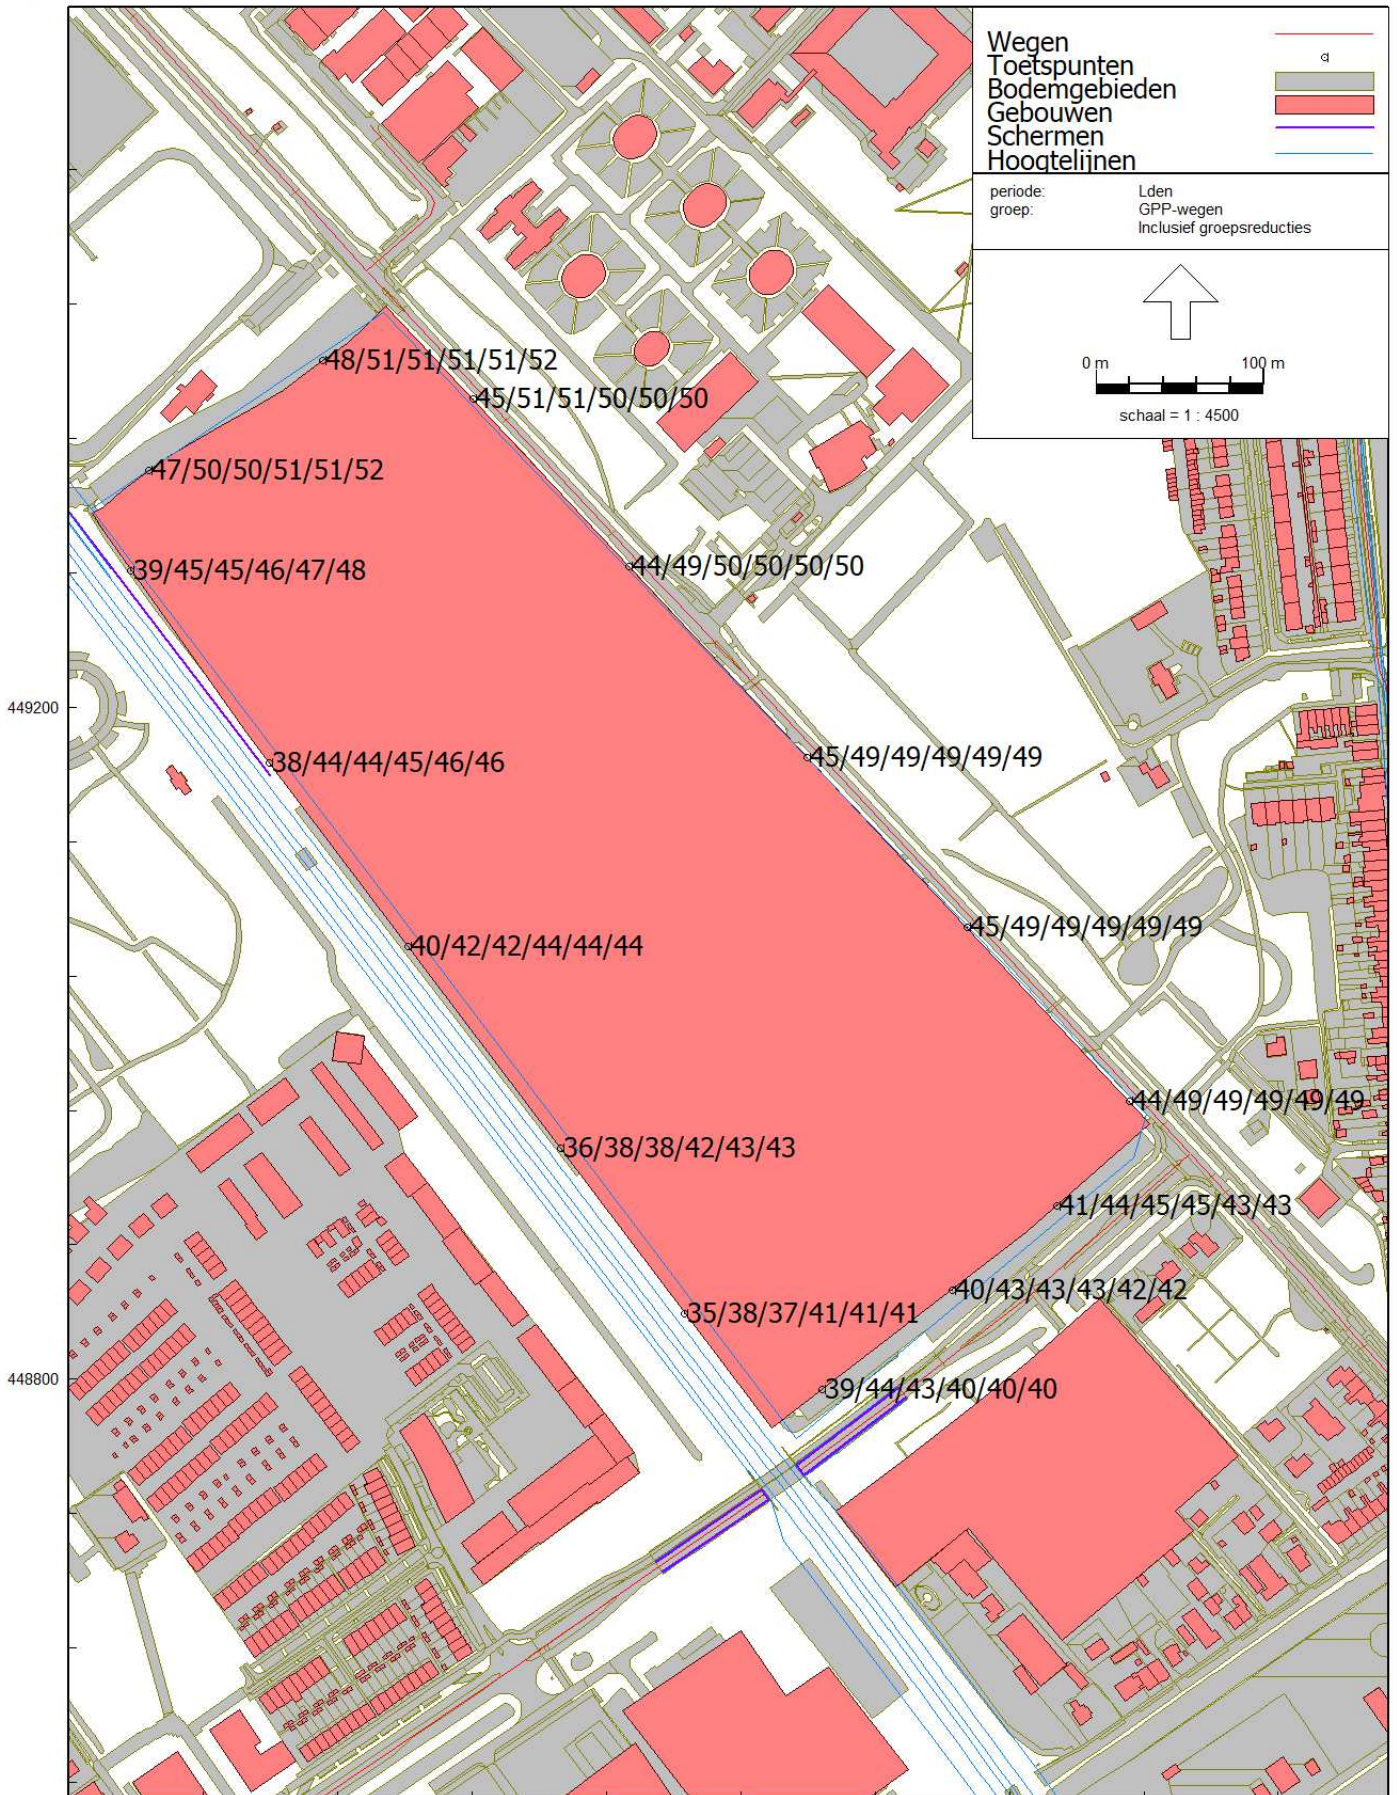 Wegen
Toetspunten
Bodemgebieden
Gebouwen
Schermen
Hoogtelijnen
periode: Lden
groep: GPP-wegen
Inclusief groepsreducties
0 m 100 m
schaal = 1 : 4500
48/51/51/51/51/52
45/51/51/50/50/50
47/50/50/51/51/52
39/45/45/46/47/48
44/49/50/50/50/50
449200
38/44/44/45/46/46
45/49/49/49/49/49
45/49/49/49/49/49
40/42/42/44/44/44
44/49/49/49/49/49
36/38/38/42/43/43
41/44/45/45/43/43
40/43/43/43/42/42
35/38/37/41/41/41
448800
39/44/43/40/40/40